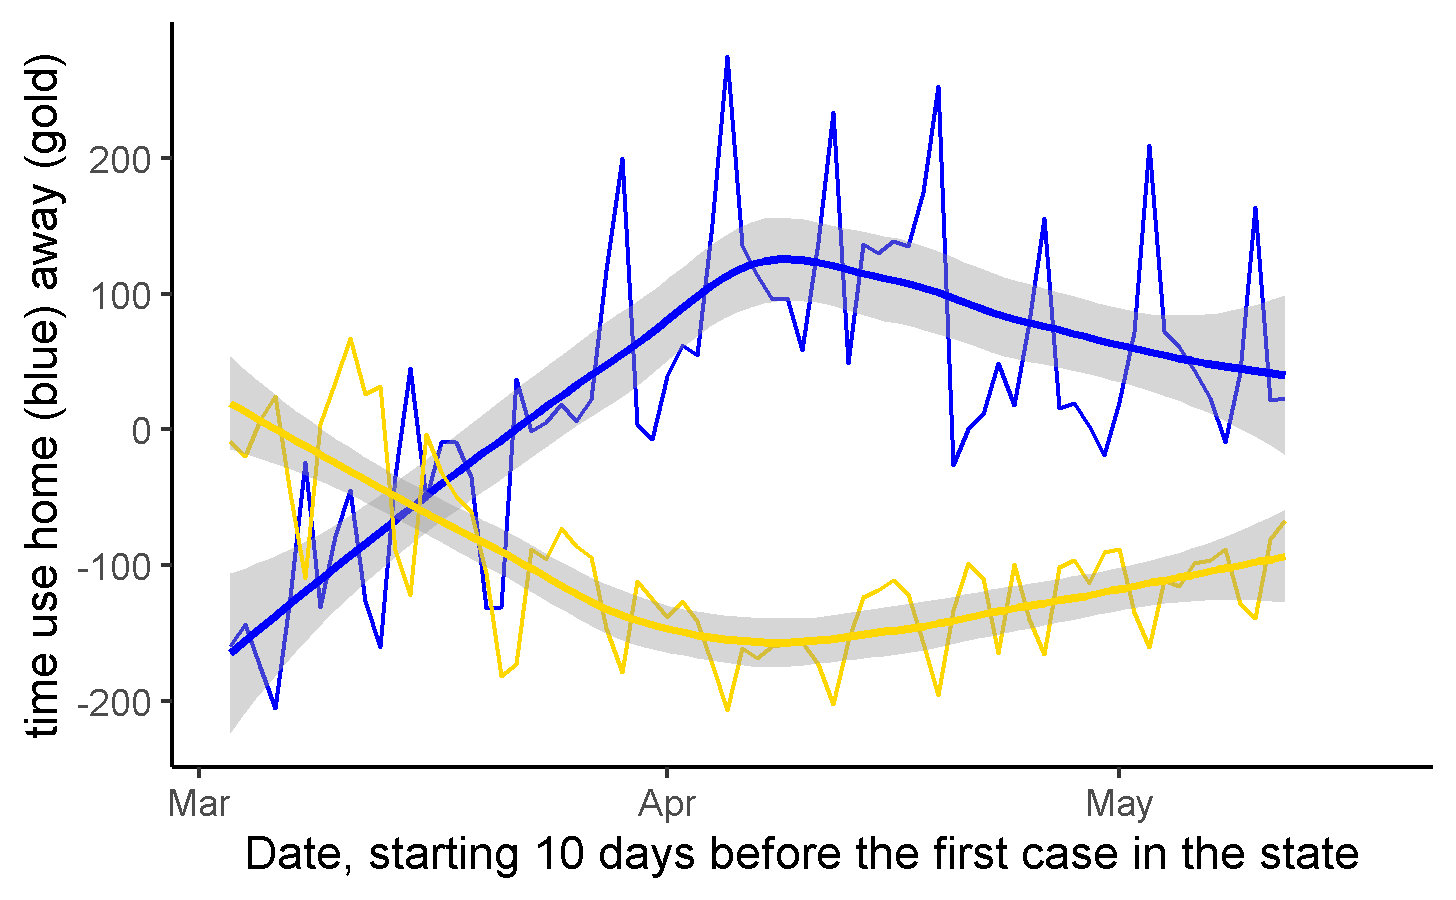 time use home (blue) away (gold)
200
100
0
-100
-200
Mar
Apr
May
Date, starting 10 days before the first case in the state